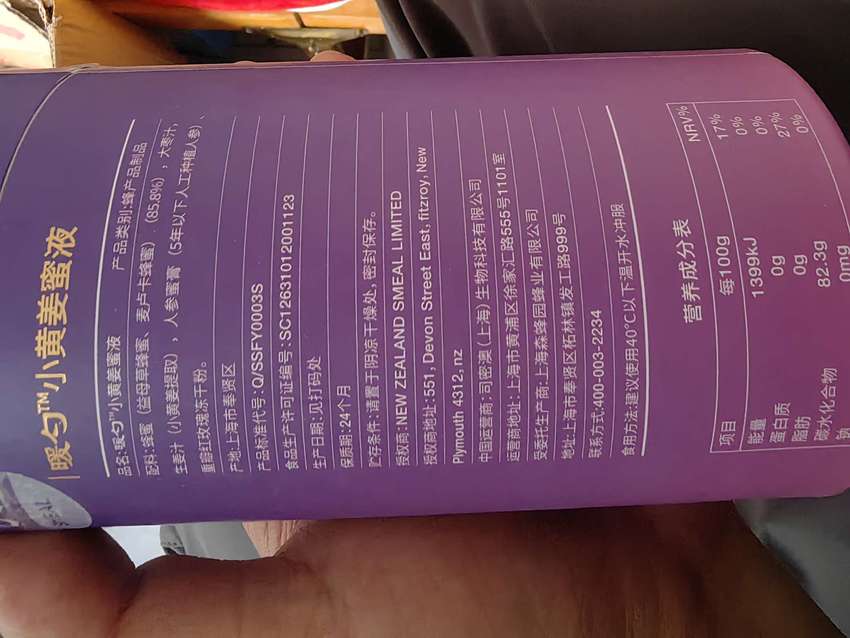 暖勺™小黄姜蜜液
品名:暖勺™小黄姜蜜液 产品类别:蜂产品制品
配料:蜂蜜（益母草蜂蜜、麦卢卡蜂蜜）（85.8%），大枣汁，
生姜汁（小黄姜提取），人参蜜膏（5年以下人工种植人参）、
重瓣红玫瑰冻干粉。
产地:上海市奉贤区
产品标准代号:Q/SSFY0003S
食品生产许可证编号:SC12631012001123
生产日期:见打码处
保质期:24个月
贮存条件:请置于阴凉干燥处,密封保存。
授权商:NEW ZEALAND SMEAL LIMITED
授权商地址:551, Devon Street East, fitzroy, New
Plymouth 4312, nz
中国运营商:司密澳(上海)生物科技有限公司
运营商地址:上海市黄浦区徐家汇路555号1101室
受委托生产商:上海森蜂园蜂业有限公司
地址:上海市奉贤区柘林镇发工路999号
联系方式:400-003-2234
食用方法:建议使用40°C以下温开水冲服
营养成分表
项目 每100g NRV%
能量 1399kJ 17%
蛋白质 0g 0%
脂肪 0g 0%
碳水化合物 82.3g 27%
钠 0mg 0%